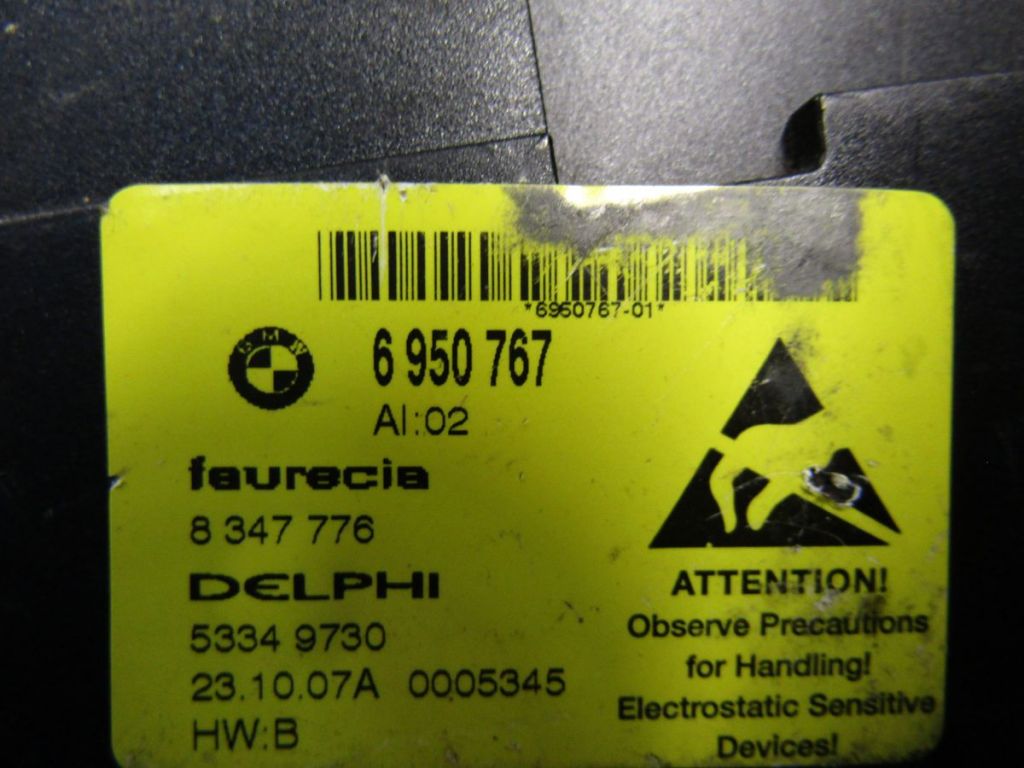 *6950767-01*
BMW
6 950 767
AI:02
faurecia
8 347 776
DELPHI
5334 9730
23.10.07A 0005345
HW:B
ATTENTION!
Observe Precautions
for Handling!
Electrostatic Sensitive
Devices!